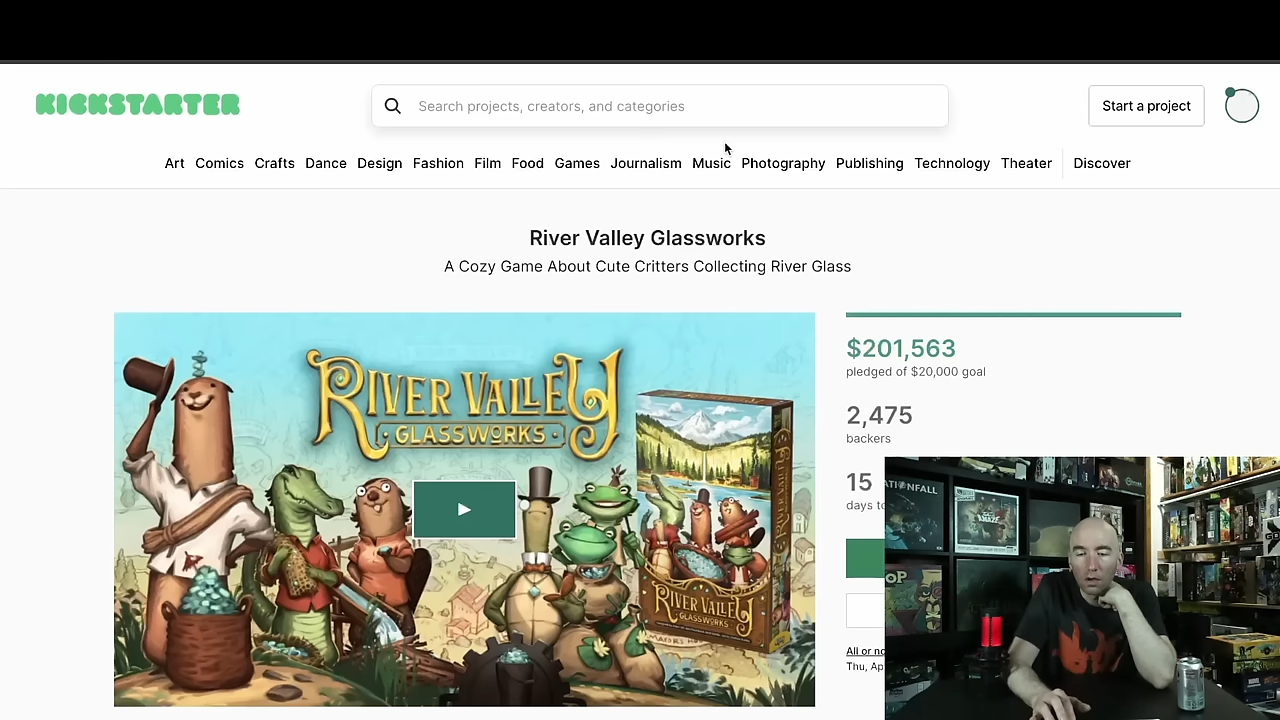 KICKSTARTER
Search projects, creators, and categories
Start a project
Art Comics Crafts Dance Design Fashion Film Food Games Journalism Music Photography Publishing Technology Theater Discover
River Valley Glassworks
A Cozy Game About Cute Critters Collecting River Glass
RIVER VALLEY
GLASSWORKS
RIVER VALLEY
GLASSWORKS
$201,563
pledged of $20,000 goal
2,475
backers
15
days to
All or no
Thu, Ap